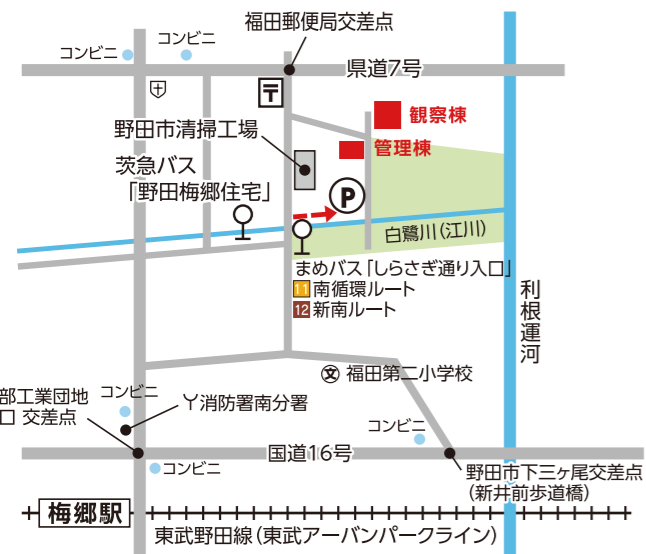 福田郵便局交差点
コンビニ
コンビニ
県道7号
〒
観察棟
野田市清掃工場
管理棟
茨急バス
「野田梅郷住宅」
P
白鷺川（江川）
まめバス「しらさぎ通り入口」
11 南循環ルート
12 新南ルート
利根運河
文 福田第二小学校
部工業団地
口 交差点
コンビニ
Y消防署南分署
コンビニ
国道16号
コンビニ
野田市下三ヶ尾交差点
（新井前歩道橋）
梅郷駅
東武野田線（東武アーバンパークライン）